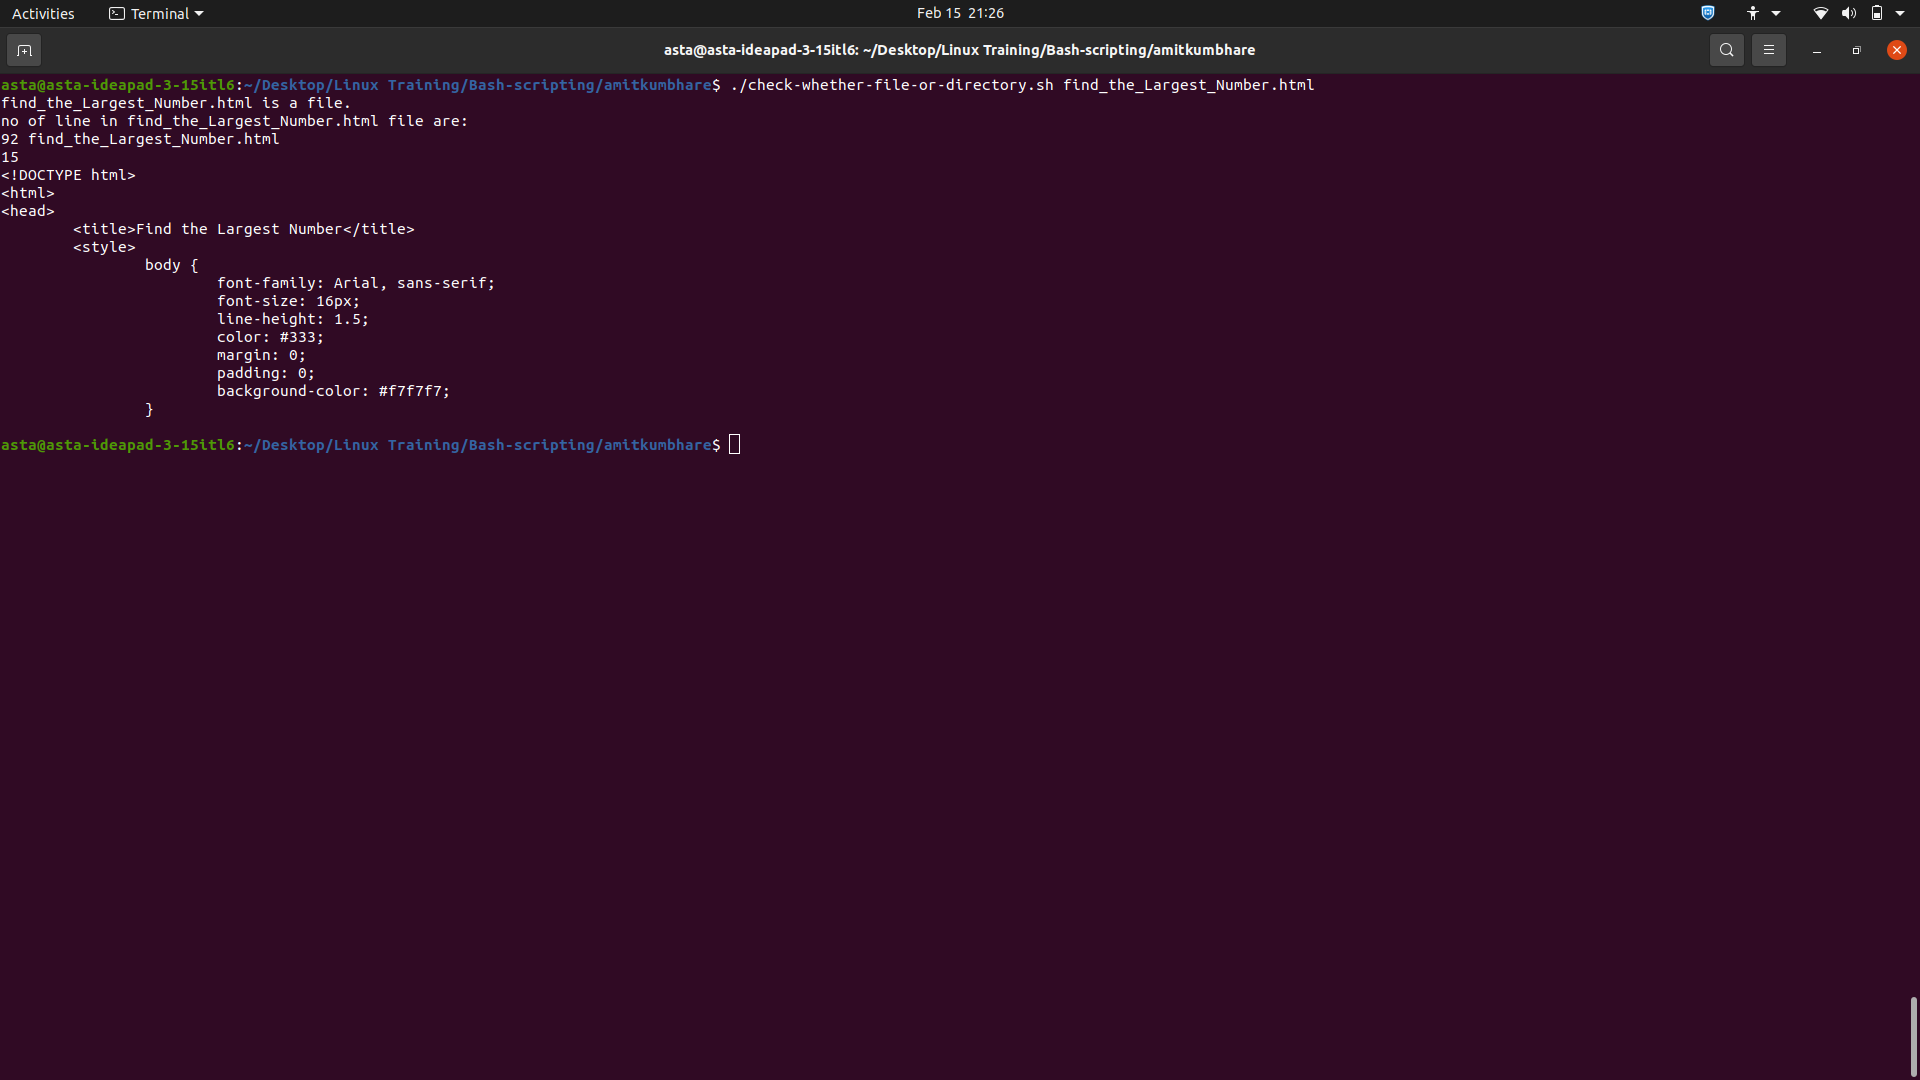 Activities Terminal Feb 15 21:26
asta@asta-ideapad-3-15itl6: ~/Desktop/Linux Training/Bash-scripting/amitkumbhare
asta@asta-ideapad-3-15itl6:~/Desktop/Linux Training/Bash-scripting/amitkumbhare$ ./check-whether-file-or-directory.sh find_the_Largest_Number.html
find_the_Largest_Number.html is a file.
no of line in find_the_Largest_Number.html file are:
92 find_the_Largest_Number.html
15
<!DOCTYPE html>
<html>
<head>
        <title>Find the Largest Number</title>
        <style>
                body {
                        font-family: Arial, sans-serif;
                        font-size: 16px;
                        line-height: 1.5;
                        color: #333;
                        margin: 0;
                        padding: 0;
                        background-color: #f7f7f7;
                }
asta@asta-ideapad-3-15itl6:~/Desktop/Linux Training/Bash-scripting/amitkumbhare$